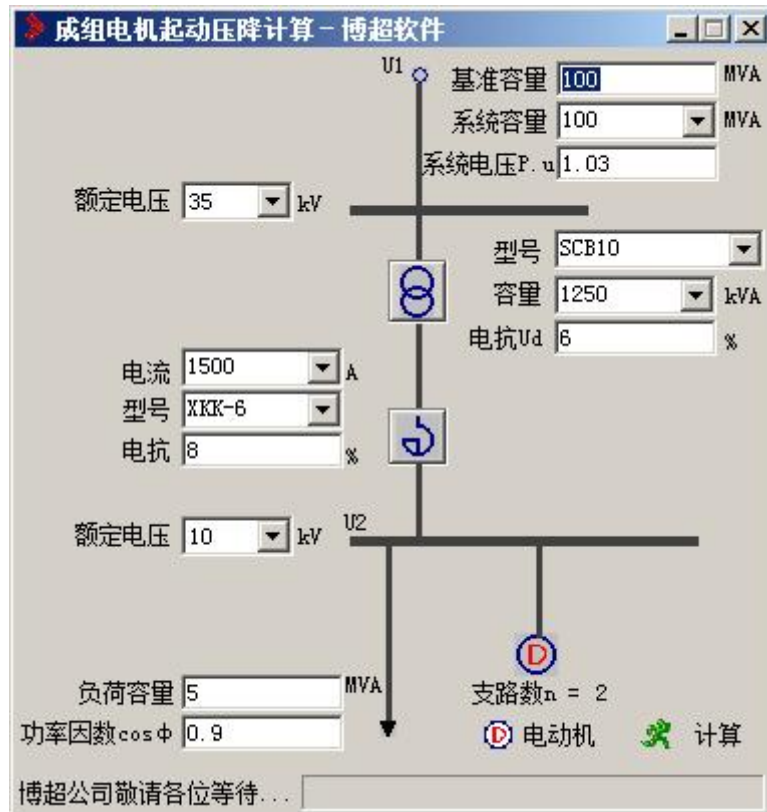 成组电机起动压降计算 - 博超软件
U1
基准容量 100 MVA
系统容量 100 MVA
系统电压P.u 1.03
额定电压 35 kV
型号 SCB10
容量 1250 kVA
电抗Ud 6 %
电流 1500 A
型号 XKK-6
电抗 8 %
额定电压 10 kV
U2
D
负荷容量 5 MVA
支路数n = 2
功率因数cosΦ 0.9
D 电动机 计算
博超公司敬请各位等待...